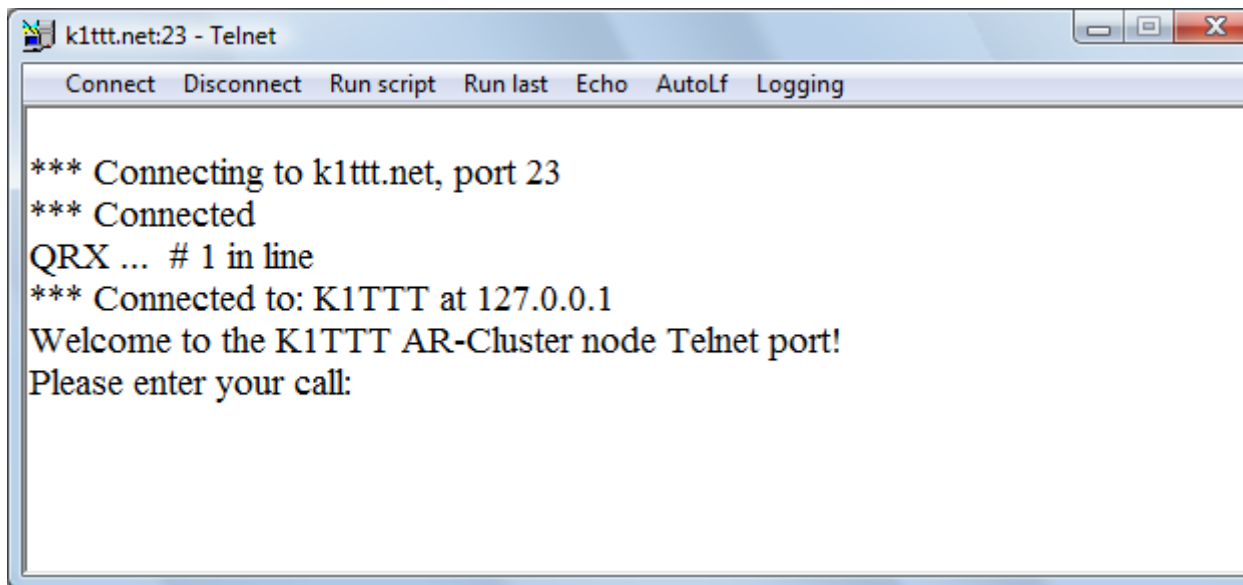 k1ttt.net:23 - Telnet
Connect Disconnect Run script Run last Echo AutoLf Logging
*** Connecting to k1ttt.net, port 23
*** Connected
QRX ... # 1 in line
*** Connected to: K1TTT at 127.0.0.1
Welcome to the K1TTT AR-Cluster node Telnet port!
Please enter your call: